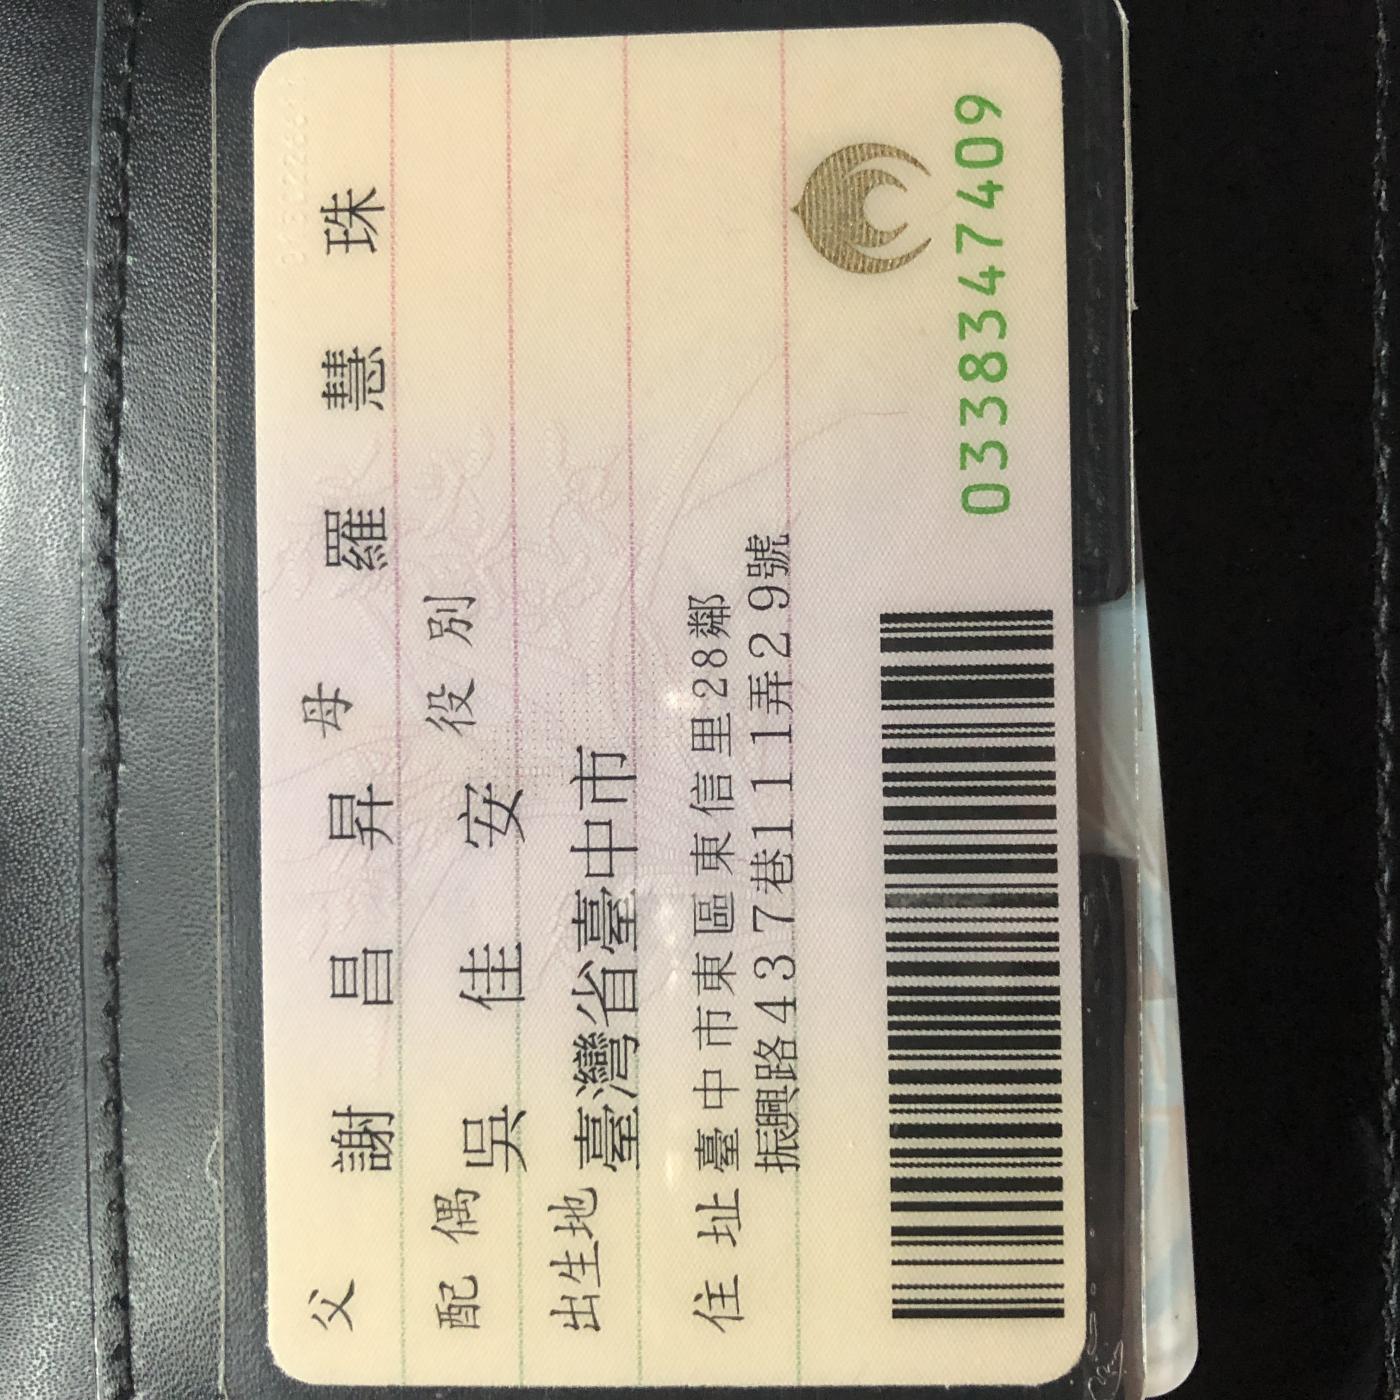 父 謝昌昇 母 羅慧珠
配偶 吳佳安 役別
出生地 臺灣省臺中市
住址 臺中市東區東信里28鄰
振興路437巷111弄29號
0338347409